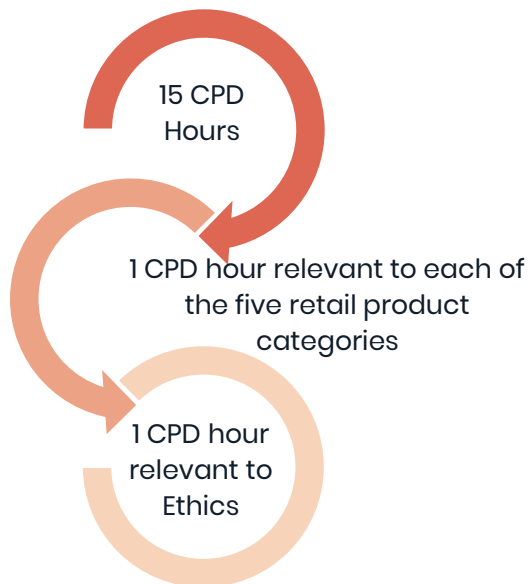 15 CPD
Hours
1 CPD hour relevant to each of
the five retail product
categories
1 CPD hour
relevant to
Ethics